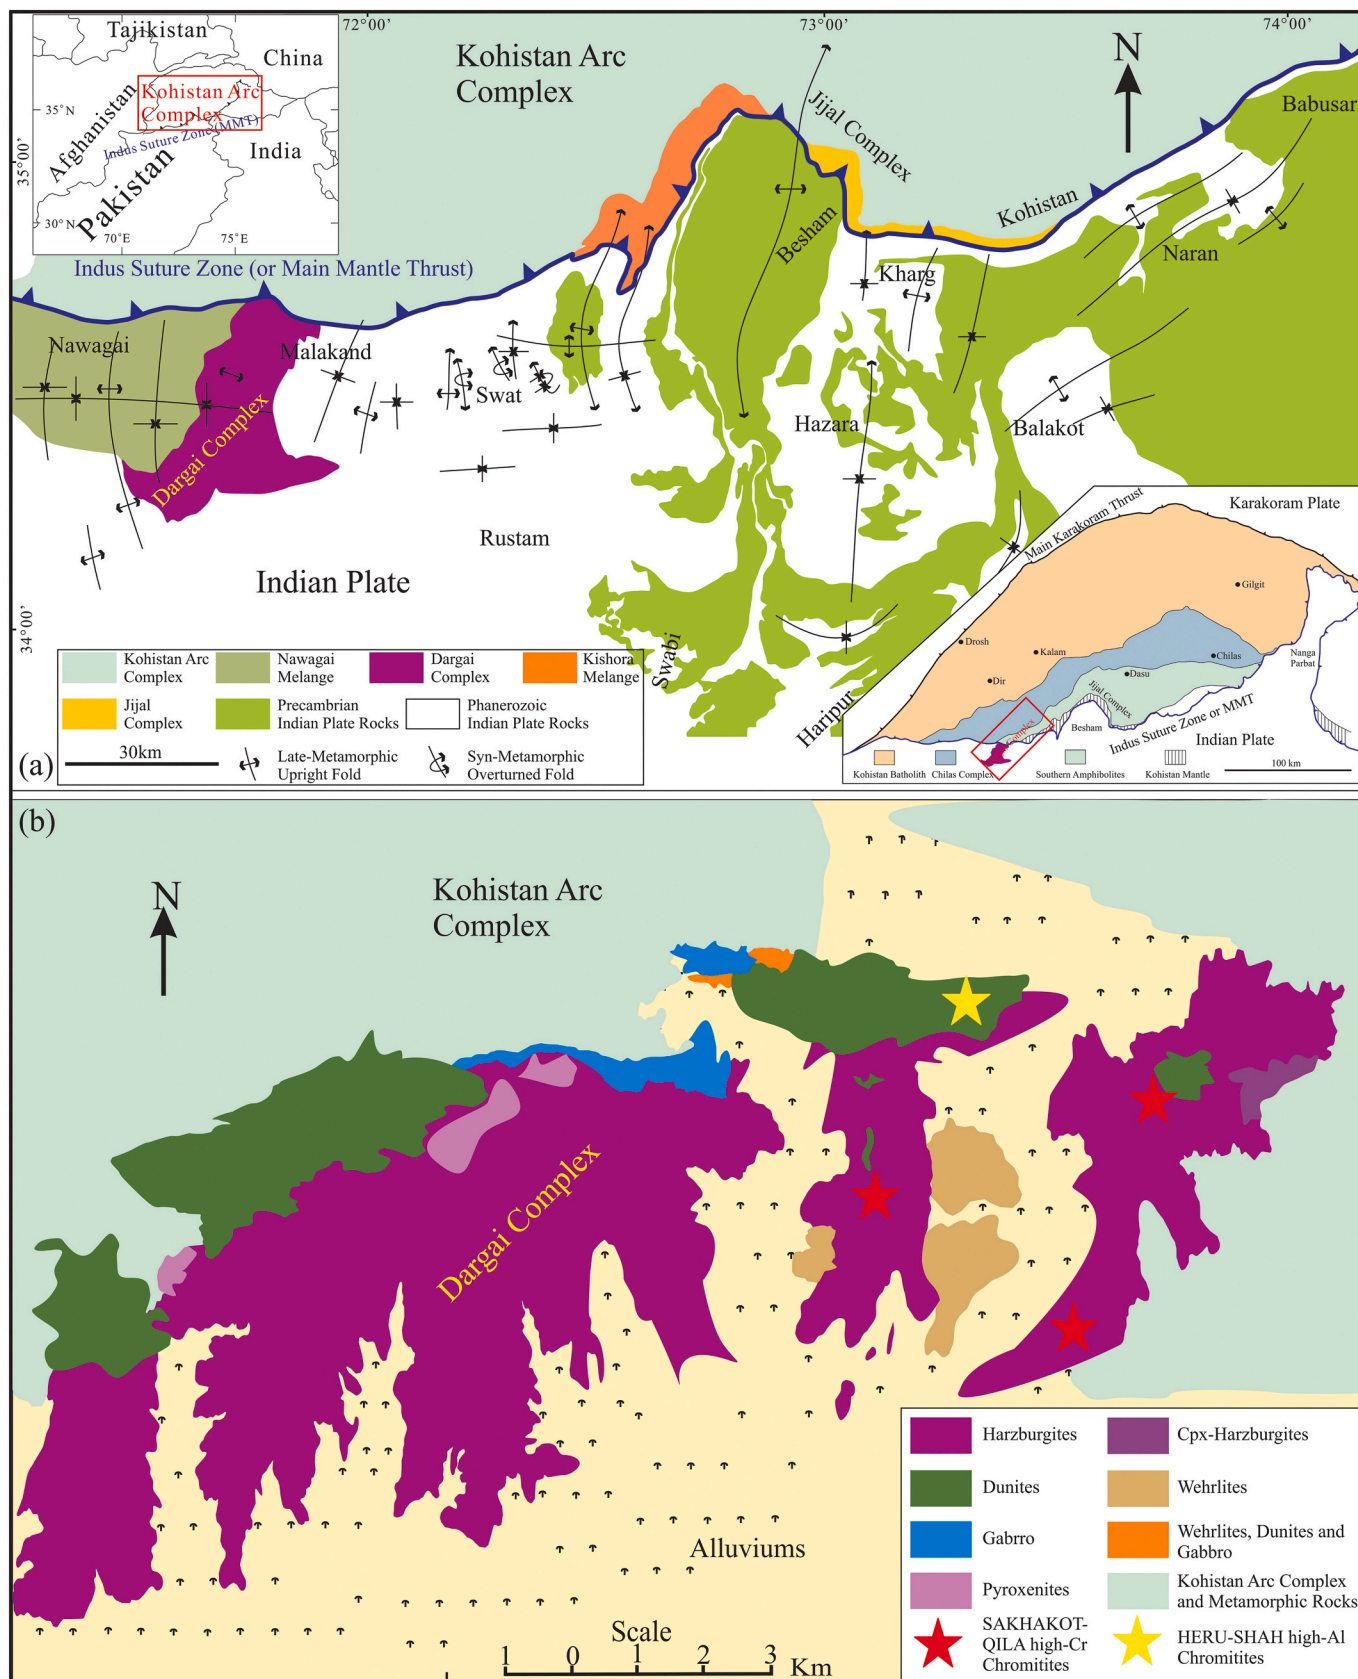 72°00'
73°00'
74°00'
Tajikistan
China
Kohistan Arc
Complex
35°N
Afghanistan
Indus Suture Zone (MMT)
India
Pakistan
30°N
70°E
75°E
35°00'
34°00'
Kohistan Arc
Complex
N
Jijal Complex
Babusar
Kohistan
Besham
Naran
Kharg
Indus Suture Zone (or Main Mantle Thrust)
Nawagai
Malakand
Swat
Dargai Complex
Hazara
Balakot
Rustam
Indian Plate
Swabi
Haripur
Karakoram Plate
Main Karakoram Thrust
Gilgit
Drosh
Kalam
Chilas
Nanga
Parbat
Dir
Dasu
Jijal Complex
Besham
Complex
Indus Suture Zone or MMT
Indian Plate
Kohistan Batholith
Chilas Complex
Southern Amphibolites
Kohistan Mantle
100 km
Kohistan Arc
Complex
Nawagai
Melange
Dargai
Complex
Kishora
Melange
Jijal
Complex
Precambrian
Indian Plate Rocks
Phanerozoic
Indian Plate Rocks
30km
Late-Metamorphic
Upright Fold
Syn-Metamorphic
Overturned Fold
(a)
(b)
N
Kohistan Arc
Complex
Dargai Complex
Alluviums
Scale
1 0 1 2 3 Km
Harzburgites
Cpx-Harzburgites
Dunites
Wehrlites
Gabrro
Wehrlites, Dunites and
Gabbro
Pyroxenites
Kohistan Arc Complex
and Metamorphic Rocks
SAKHAKOT-
QILA high-Cr
Chromitites
HERU-SHAH high-Al
Chromitites